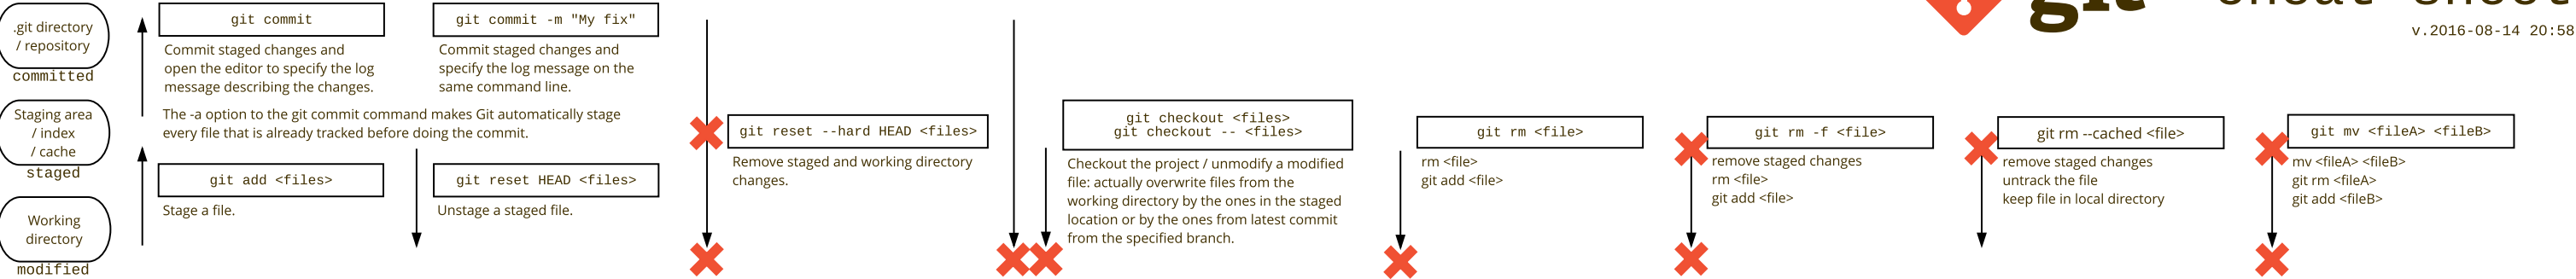 .git directory
/ repository
committed
Staging area
/ index
/ cache
staged
Working
directory
modified
git commit
Commit staged changes and
open the editor to specify the log
message describing the changes.
git commit -m "My fix"
Commit staged changes and
specify the log message on the
same command line.
The -a option to the git commit command makes Git automatically stage
every file that is already tracked before doing the commit.
git add <files>
Stage a file.
git reset HEAD <files>
Unstage a staged file.
git reset --hard HEAD <files>
Remove staged and working directory
changes.
git checkout <files>
git checkout -- <files>
Checkout the project / unmodify a modified
file: actually overwrite files from the
working directory by the ones in the staged
location or by the ones from latest commit
from the specified branch.
git rm <file>
rm <file>
git add <file>
git rm -f <file>
remove staged changes
rm <file>
git add <file>
git rm --cached <file>
remove staged changes
untrack the file
keep file in local directory
git mv <fileA> <fileB>
mv <fileA> <fileB>
git rm <fileA>
git add <fileB>
git
v.2016-08-14 20:58